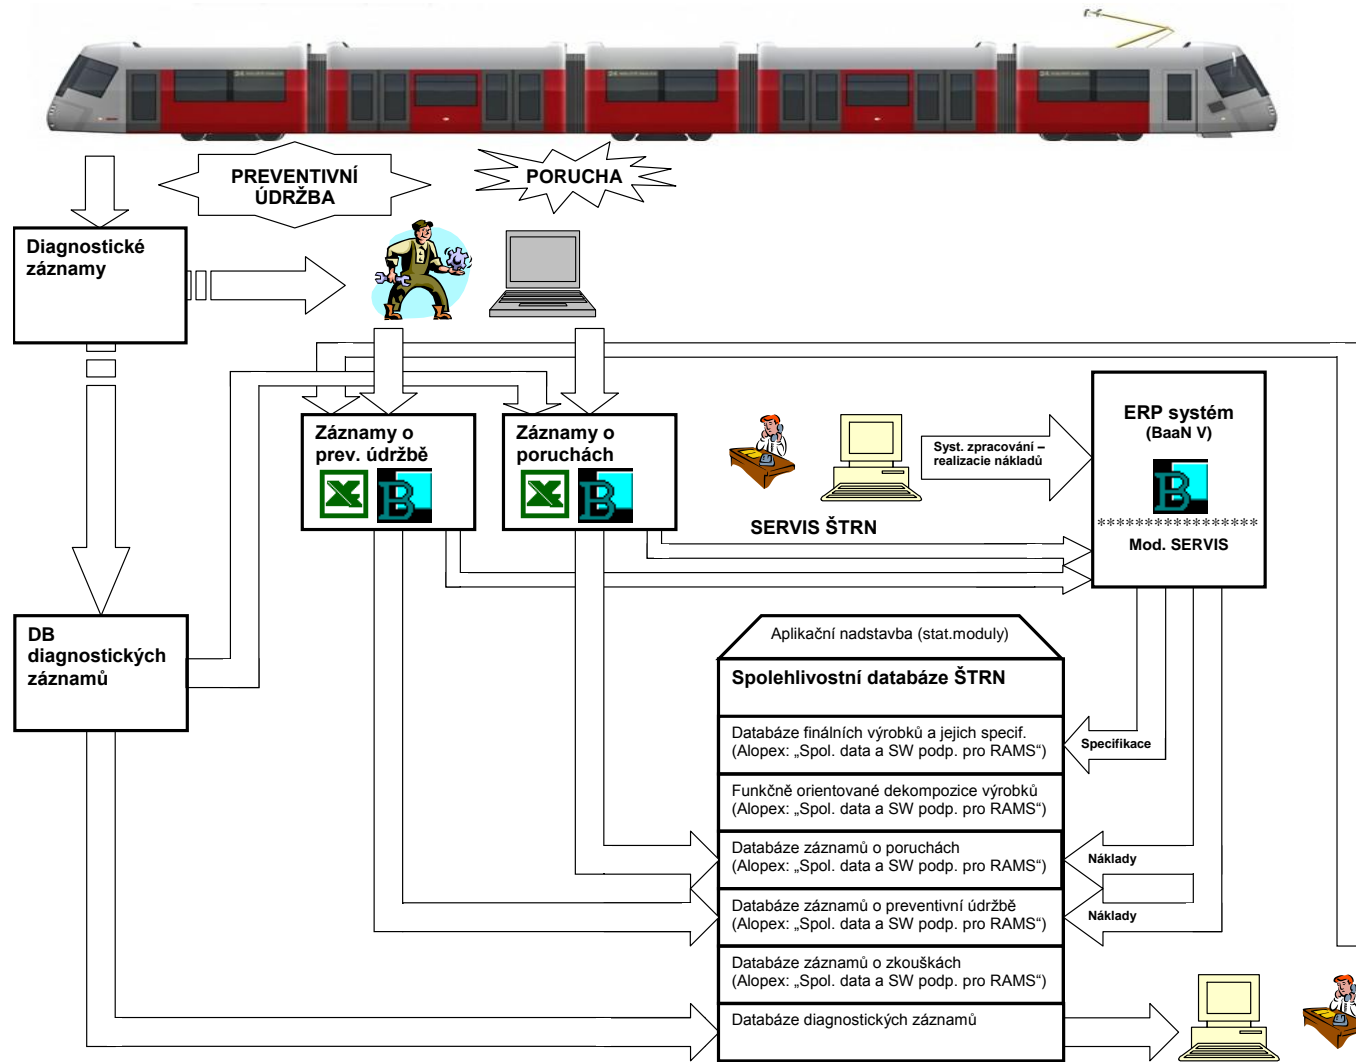 PREVENTIVNÍ
ÚDRŽBA
PORUCHA
Diagnostické
záznamy
Záznamy o
prev. údržbě
Záznamy o
poruchách
Syst. zpracování –
realizacie nákladů
ERP systém
(BaaN V)
B
B
B
*****************
Mod. SERVIS
SERVIS ŠTRN
DB
diagnostických
záznamů
Aplikační nadstavba (stat.moduly)
Spolehlivostní databáze ŠTRN
Databáze finálních výrobků a jejich specif.
(Alopex: „Spol. data a SW podp. pro RAMS“)
Specifikace
Funkčně orientované dekompozice výrobků
(Alopex: „Spol. data a SW podp. pro RAMS“)
Databáze záznamů o poruchách
(Alopex: „Spol. data a SW podp. pro RAMS“)
Náklady
Databáze záznamů o preventivní údržbě
(Alopex: „Spol. data a SW podp. pro RAMS“)
Náklady
Databáze záznamů o zkouškách
(Alopex: „Spol. data a SW podp. pro RAMS“)
Databáze diagnostických záznamů